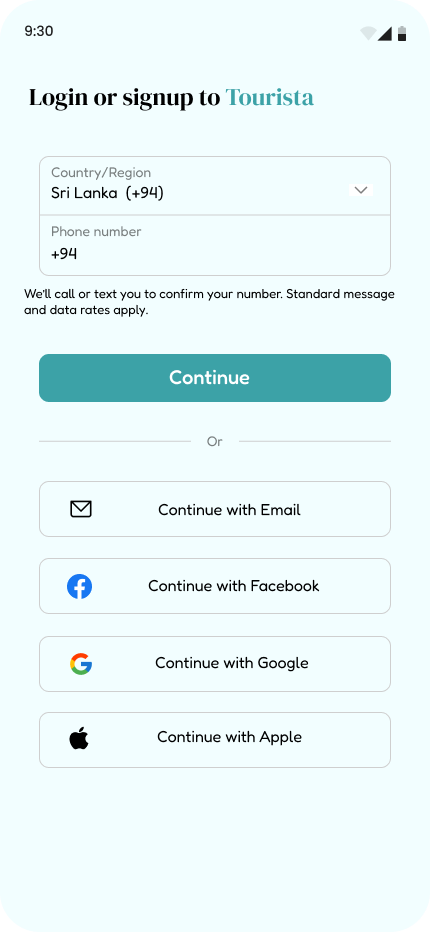 9:30
Login or signup to Tourista
Country/Region
Sri Lanka (+94)
Phone number
+94
We'll call or text you to confirm your number. Standard message
and data rates apply.
Continue
Or
Continue with Email
Continue with Facebook
Continue with Google
Continue with Apple